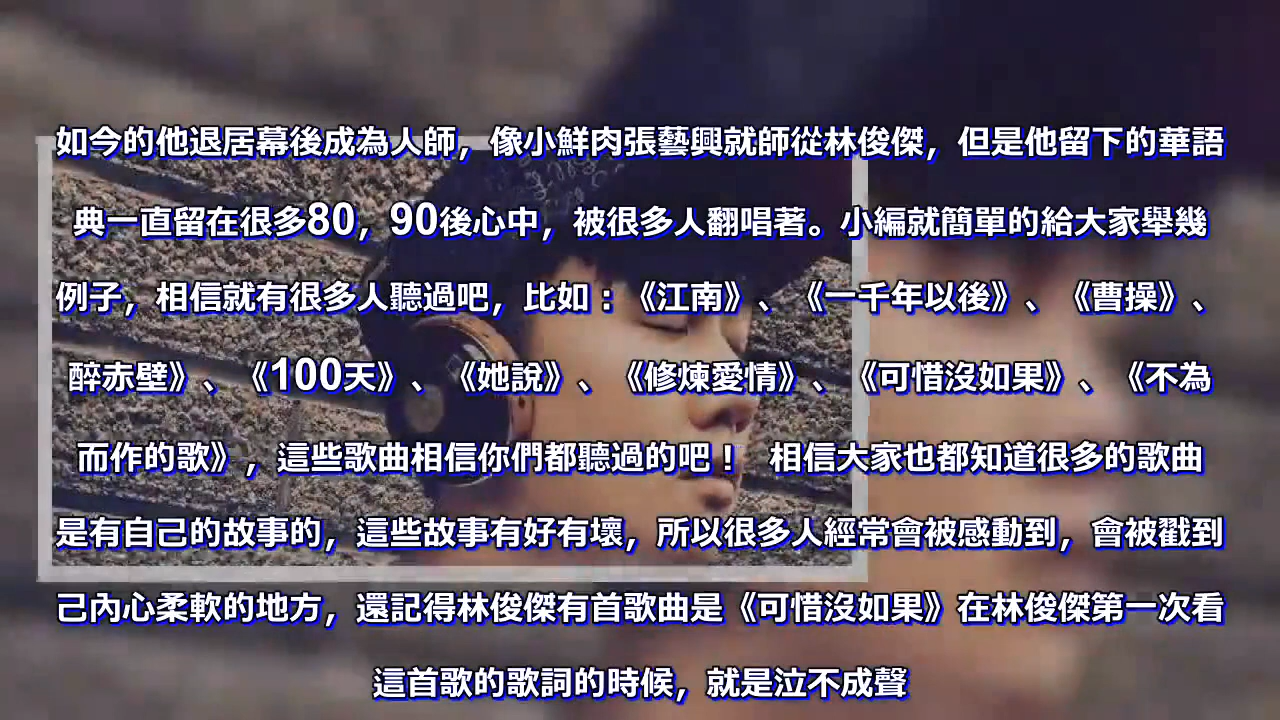 如今的他退居幕後成為人師，像小鮮肉張藝興就師從林俊傑，但是他留下的華語
典一直留在很多80，90後心中，被很多人翻唱著。小編就簡單的給大家舉幾
例子，相信就有很多人聽過吧，比如：《江南》、《一千年以後》、《曹操》、
醉赤壁》、《100天》、《她說》、《修煉愛情》、《可惜沒如果》、《不為
而作的歌》，這些歌曲相信你們都聽過的吧！ 相信大家也都知道很多的歌曲
是有自己的故事的，這些故事有好有壞，所以很多人經常會被感動到，會被戳到
己內心柔軟的地方，還記得林俊傑有首歌曲是《可惜沒如果》在林俊傑第一次看
這首歌的歌詞的時候，就是泣不成聲